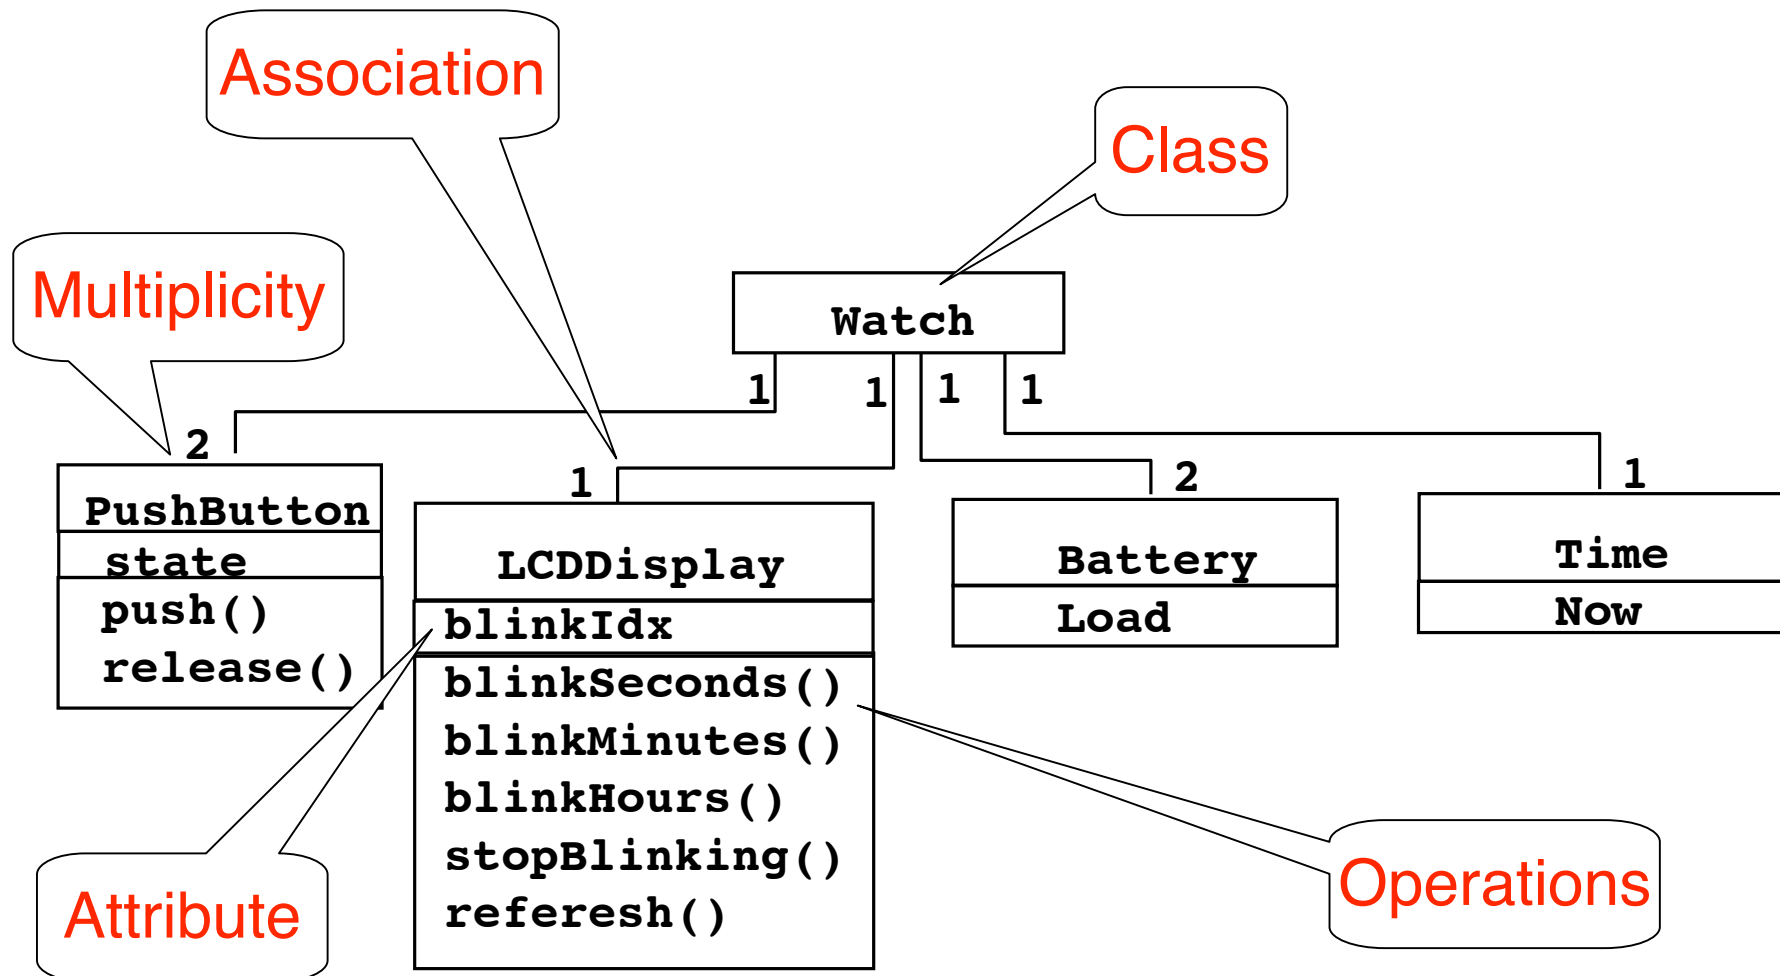 Association
Class
Multiplicity
Watch
1
1
1
1
2
1
2
1
PushButton
state
push()
release()
LCDDisplay
blinkIdx
blinkSeconds()
blinkMinutes()
blinkHours()
stopBlinking()
referesh()
Battery
Load
Time
Now
Attribute
Operations